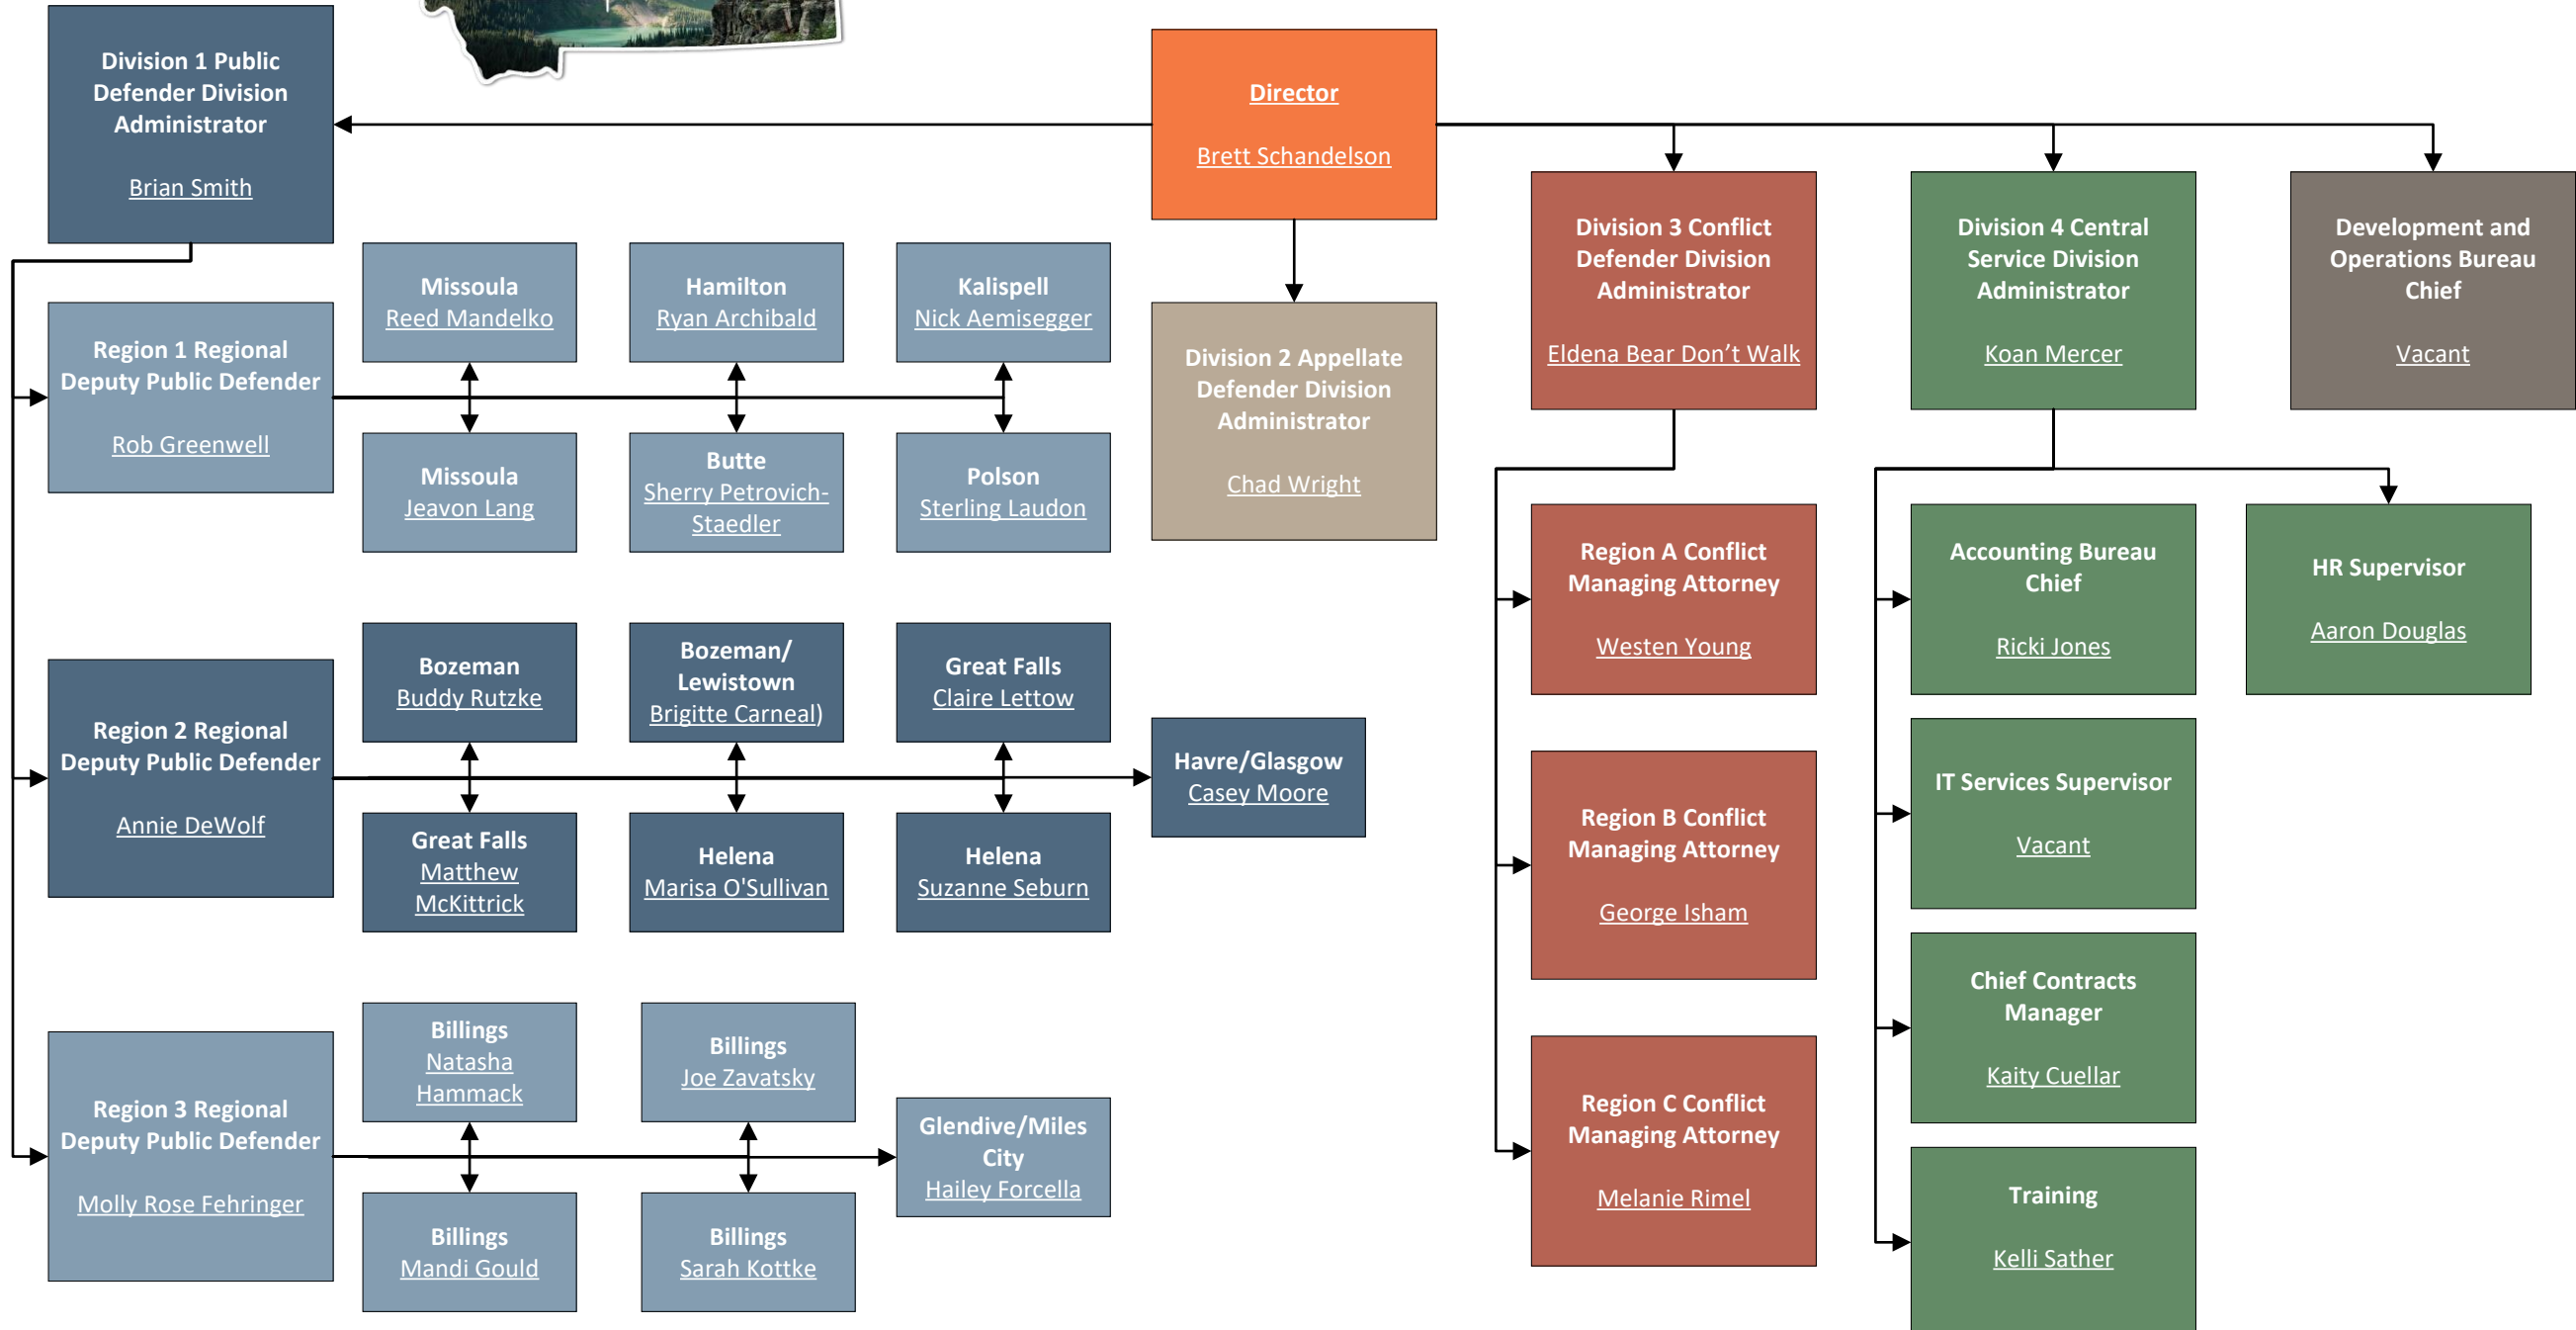 Division 1 Public
Defender Division
Administrator
Brian Smith
Director
Brett Schandelson
Division 2 Appellate
Defender Division
Administrator
Chad Wright
Division 3 Conflict
Defender Division
Administrator
Eldena Bear Don’t Walk
Division 4 Central
Service Division
Administrator
Koan Mercer
Development and
Operations Bureau
Chief
Vacant
Region 1 Regional
Deputy Public Defender
Rob Greenwell
Missoula
Reed Mandelko
Hamilton
Ryan Archibald
Kalispell
Nick Aemisegger
Missoula
Jeavon Lang
Butte
Sherry Petrovich-
Staedler
Polson
Sterling Laudon
Region 2 Regional
Deputy Public Defender
Annie DeWolf
Bozeman
Buddy Rutzke
Bozeman/
Lewistown
Brigitte Carneal)
Great Falls
Claire Lettow
Havre/Glasgow
Casey Moore
Great Falls
Matthew
McKittrick
Helena
Marisa O'Sullivan
Helena
Suzanne Seburn
Region 3 Regional
Deputy Public Defender
Molly Rose Fehringer
Billings
Natasha
Hammack
Billings
Joe Zavatsky
Glendive/Miles
City
Hailey Forcella
Billings
Mandi Gould
Billings
Sarah Kottke
Region A Conflict
Managing Attorney
Westen Young
Region B Conflict
Managing Attorney
George Isham
Region C Conflict
Managing Attorney
Melanie Rimel
Accounting Bureau
Chief
Ricki Jones
HR Supervisor
Aaron Douglas
IT Services Supervisor
Vacant
Chief Contracts
Manager
Kaity Cuellar
Training
Kelli Sather